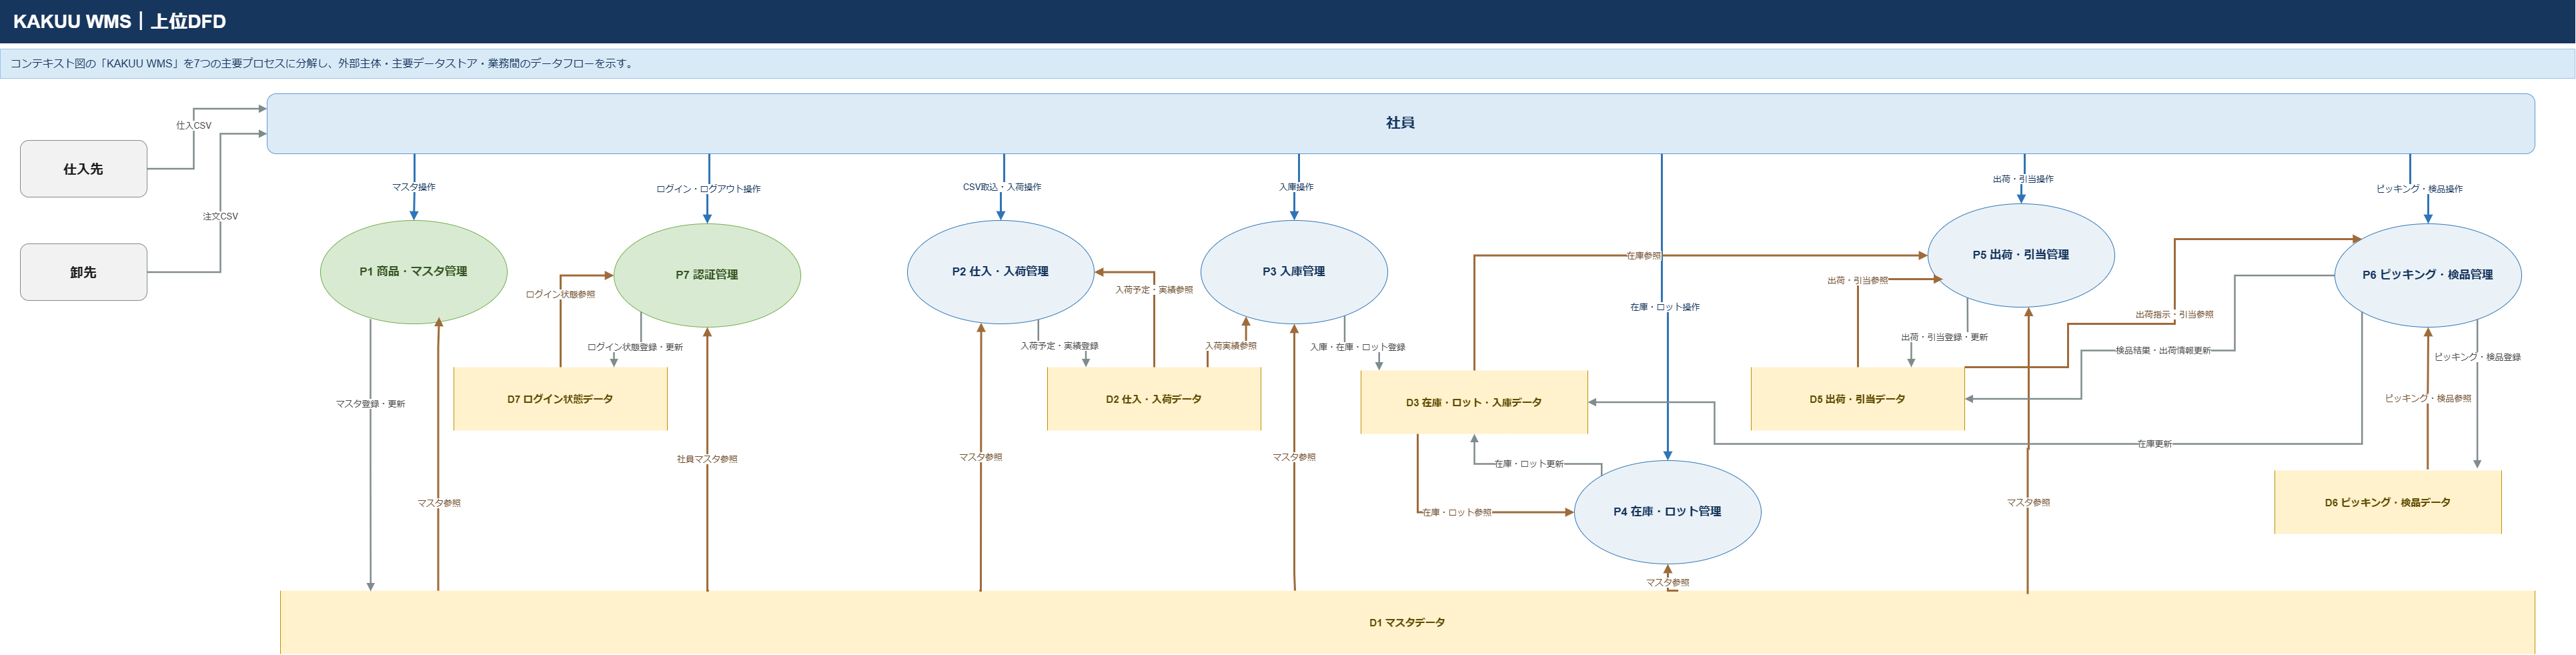 KAKUU WMS｜上位DFD
コンテキスト図の「KAKUU WMS」を7つの主要プロセスに分解し、外部主体・主要データストア・業務間のデータフローを示す。
社員
仕入CSV
仕入先
注文CSV
卸先
マスタ操作
ログイン・ログアウト操作
CSV取込・入荷操作
入庫操作
在庫・ロット操作
出荷・引当操作
ピッキング・検品操作
P1 商品・マスタ管理
P7 認証管理
P2 仕入・入荷管理
P3 入庫管理
P5 出荷・引当管理
P6 ピッキング・検品管理
在庫参照
ログイン状態参照
入荷予定・実績参照
出荷・引当参照
出荷指示・引当参照
ログイン状態登録・更新
入荷予定・実績登録
入荷実績参照
入庫・在庫・ロット登録
出荷・引当登録・更新
検品結果・出荷情報更新
ピッキング・検品登録
マスタ登録・更新
D7 ログイン状態データ
D2 仕入・入荷データ
D3 在庫・ロット・入庫データ
D5 出荷・引当データ
ピッキング・検品参照
在庫更新
社員マスタ参照
マスタ参照
マスタ参照
在庫・ロット更新
マスタ参照
マスタ参照
D6 ピッキング・検品データ
在庫・ロット参照
P4 在庫・ロット管理
マスタ参照
D1 マスタデータ